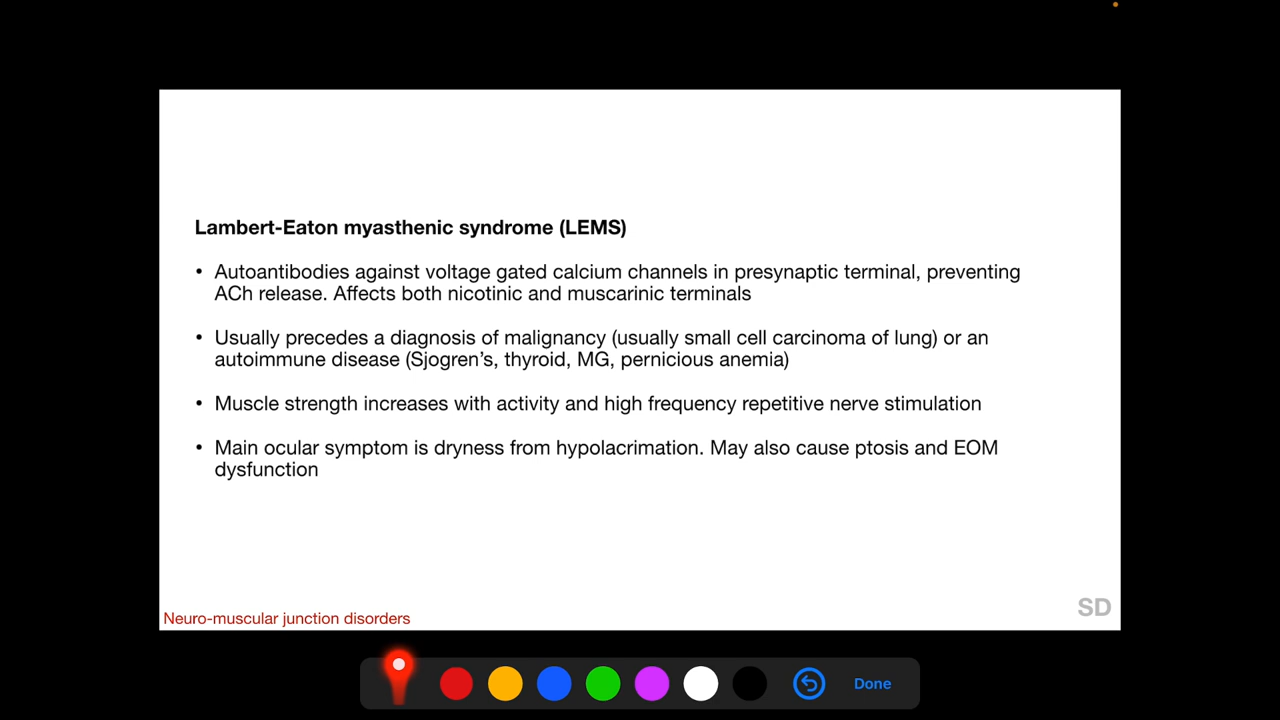 Lambert-Eaton myasthenic syndrome (LEMS)
• Autoantibodies against voltage gated calcium channels in presynaptic terminal, preventing
ACh release. Affects both nicotinic and muscarinic terminals
• Usually precedes a diagnosis of malignancy (usually small cell carcinoma of lung) or an
autoimmune disease (Sjogren’s, thyroid, MG, pernicious anemia)
• Muscle strength increases with activity and high frequency repetitive nerve stimulation
• Main ocular symptom is dryness from hypolacrimation. May also cause ptosis and EOM
dysfunction
SD
Neuro-muscular junction disorders
Done